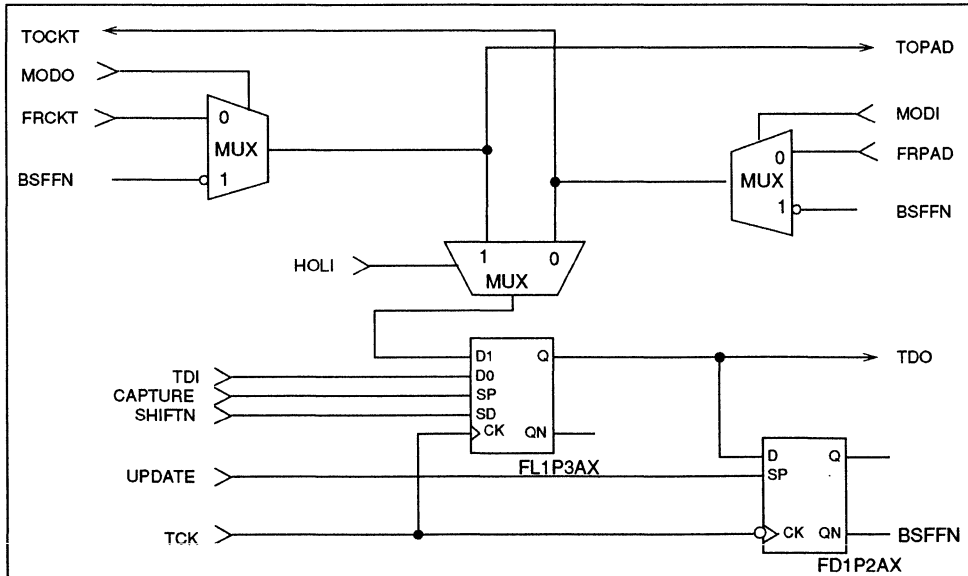 TOCKT
TOPAD
MODO
MODI
FRCKT
0
MUX
1
BSFFN
0
FRPAD
MUX
1
BSFFN
HOLI
1
0
MUX
D1
Q
TDO
TDI
D0
CAPTURE
SP
SHIFTN
SD
CK
QN
FL1P3AX
UPDATE
D
Q
SP
TCK
CK
QN
BSFFN
FD1P2AX